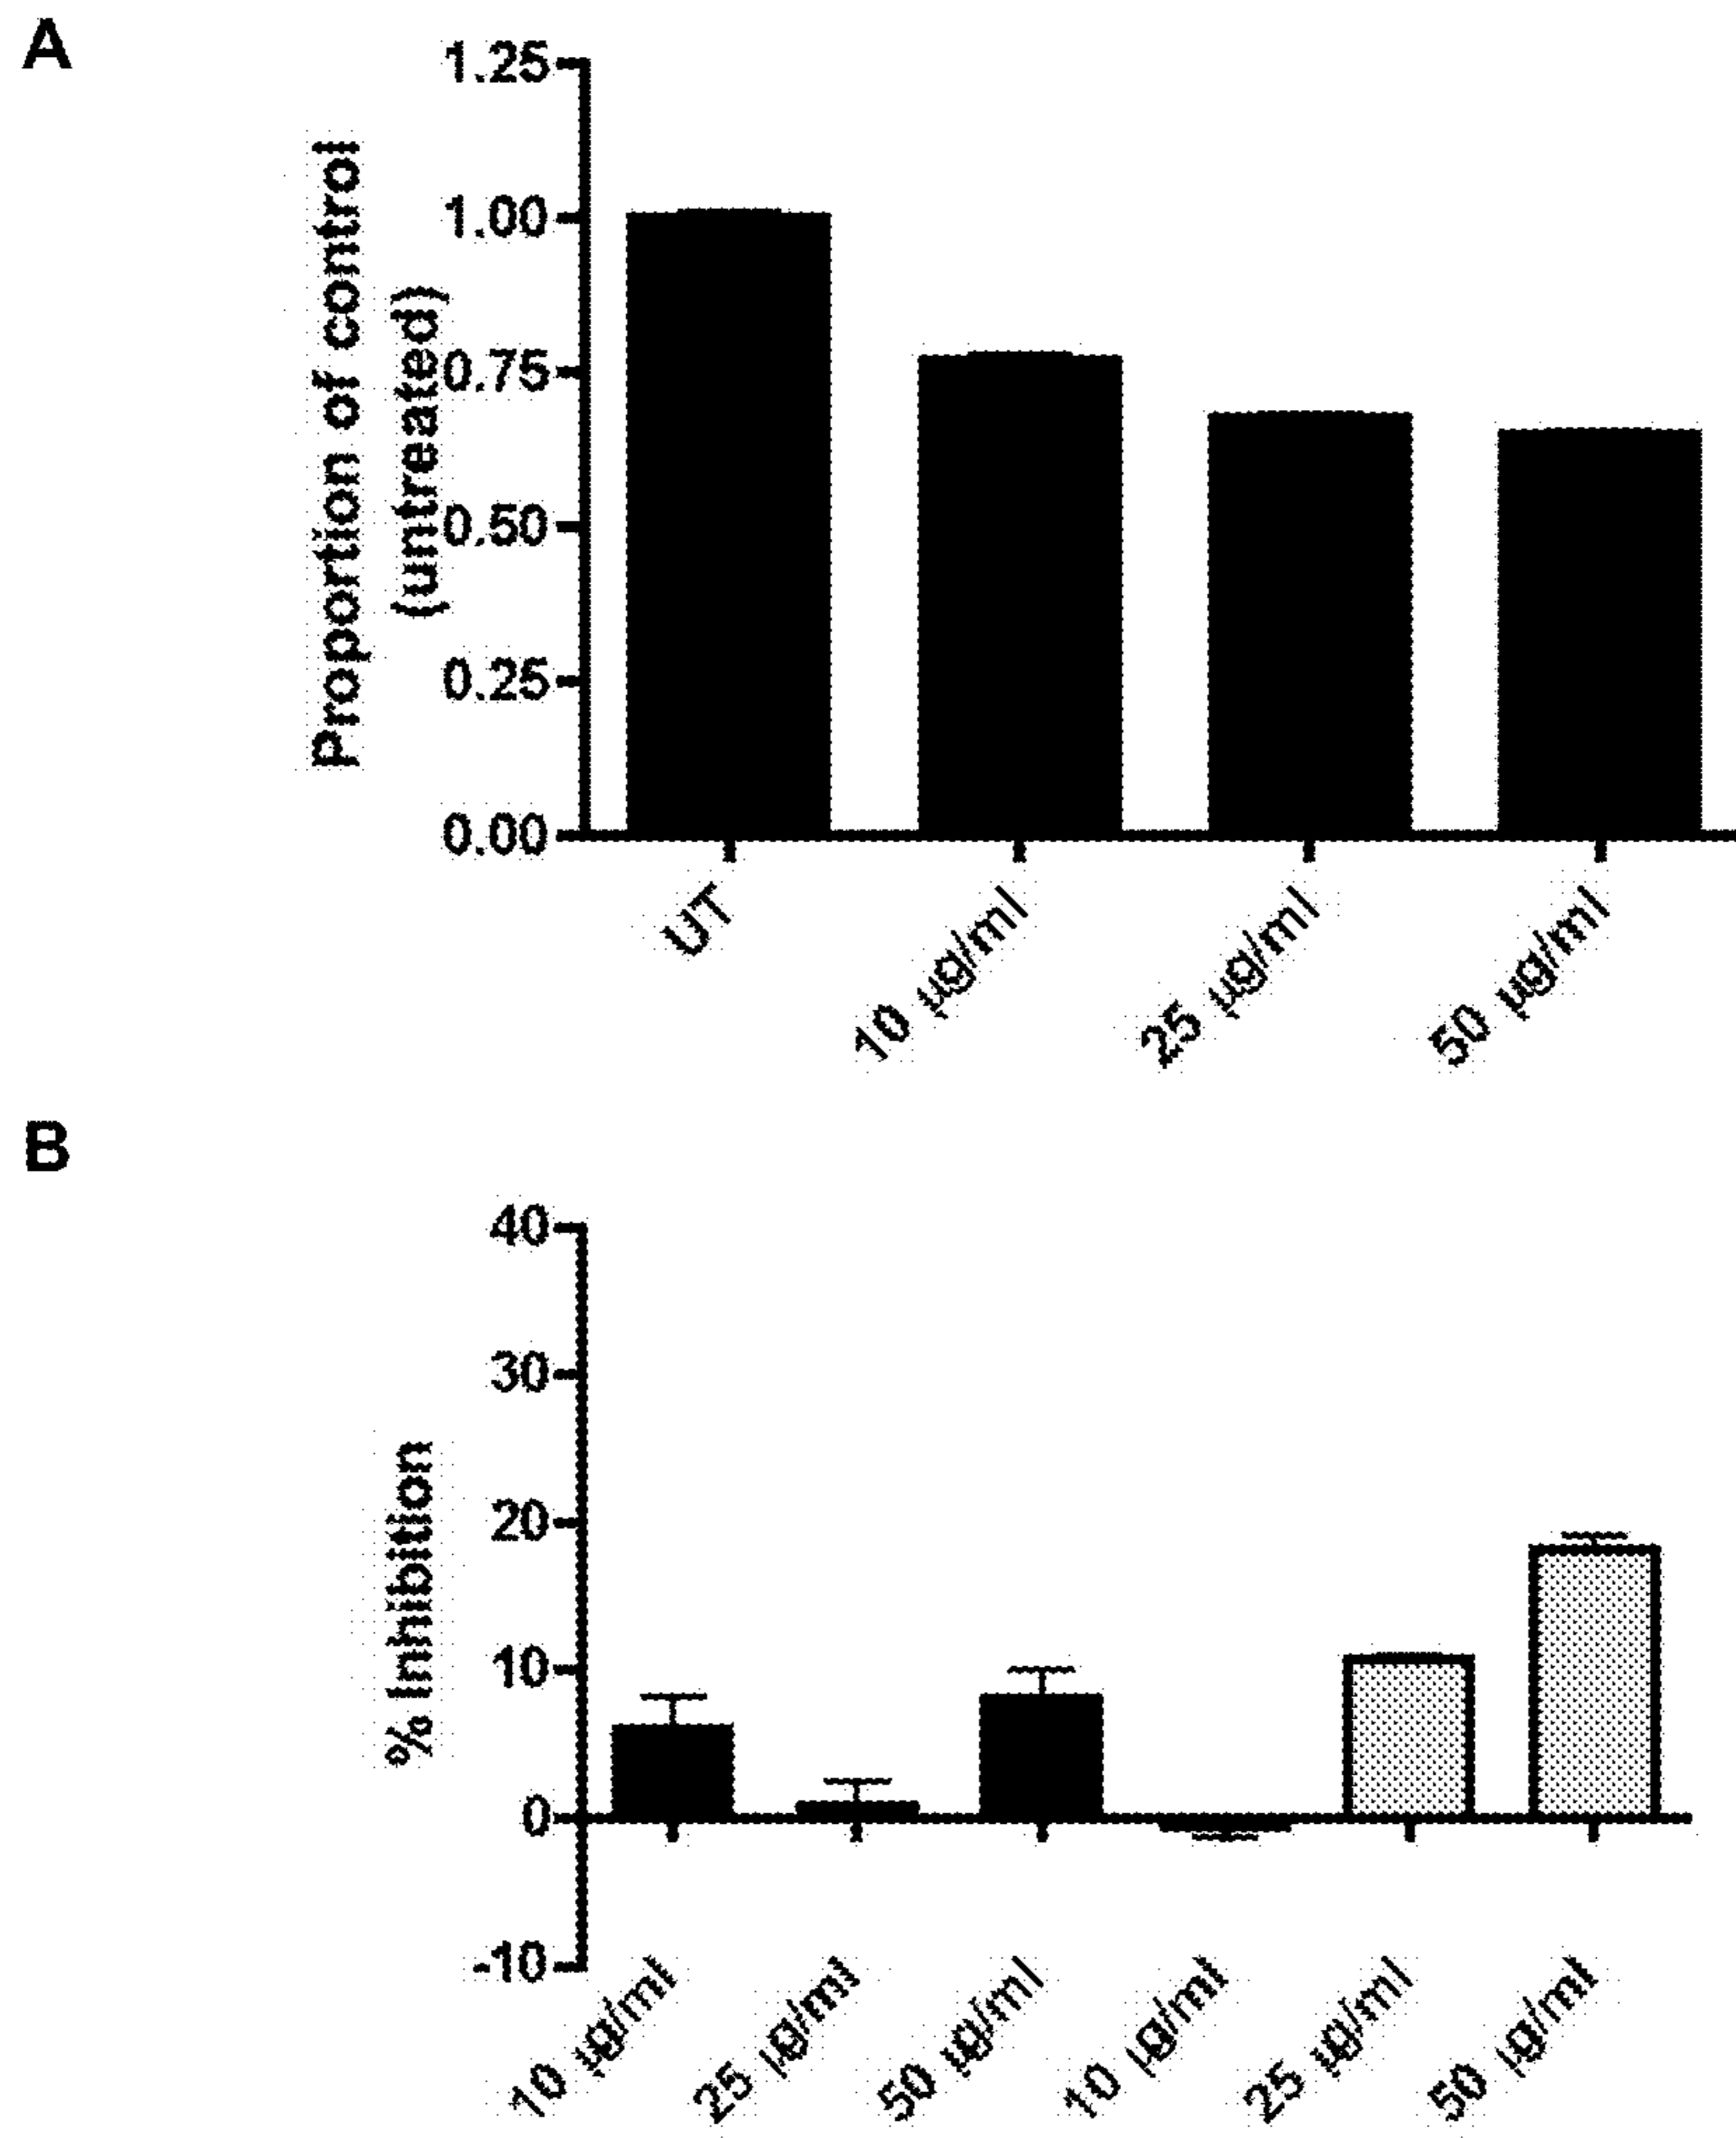 A
1.25
1.00
0.75
0.50
0.25
0.00
Proportion of control
(untreated)
UT
10 µg/ml
25 µg/ml
50 µg/ml
B
40
30
20
10
0
-10
% Inhibition
10 µg/ml
25 µg/ml
50 µg/ml
10 µg/ml
25 µg/ml
50 µg/ml